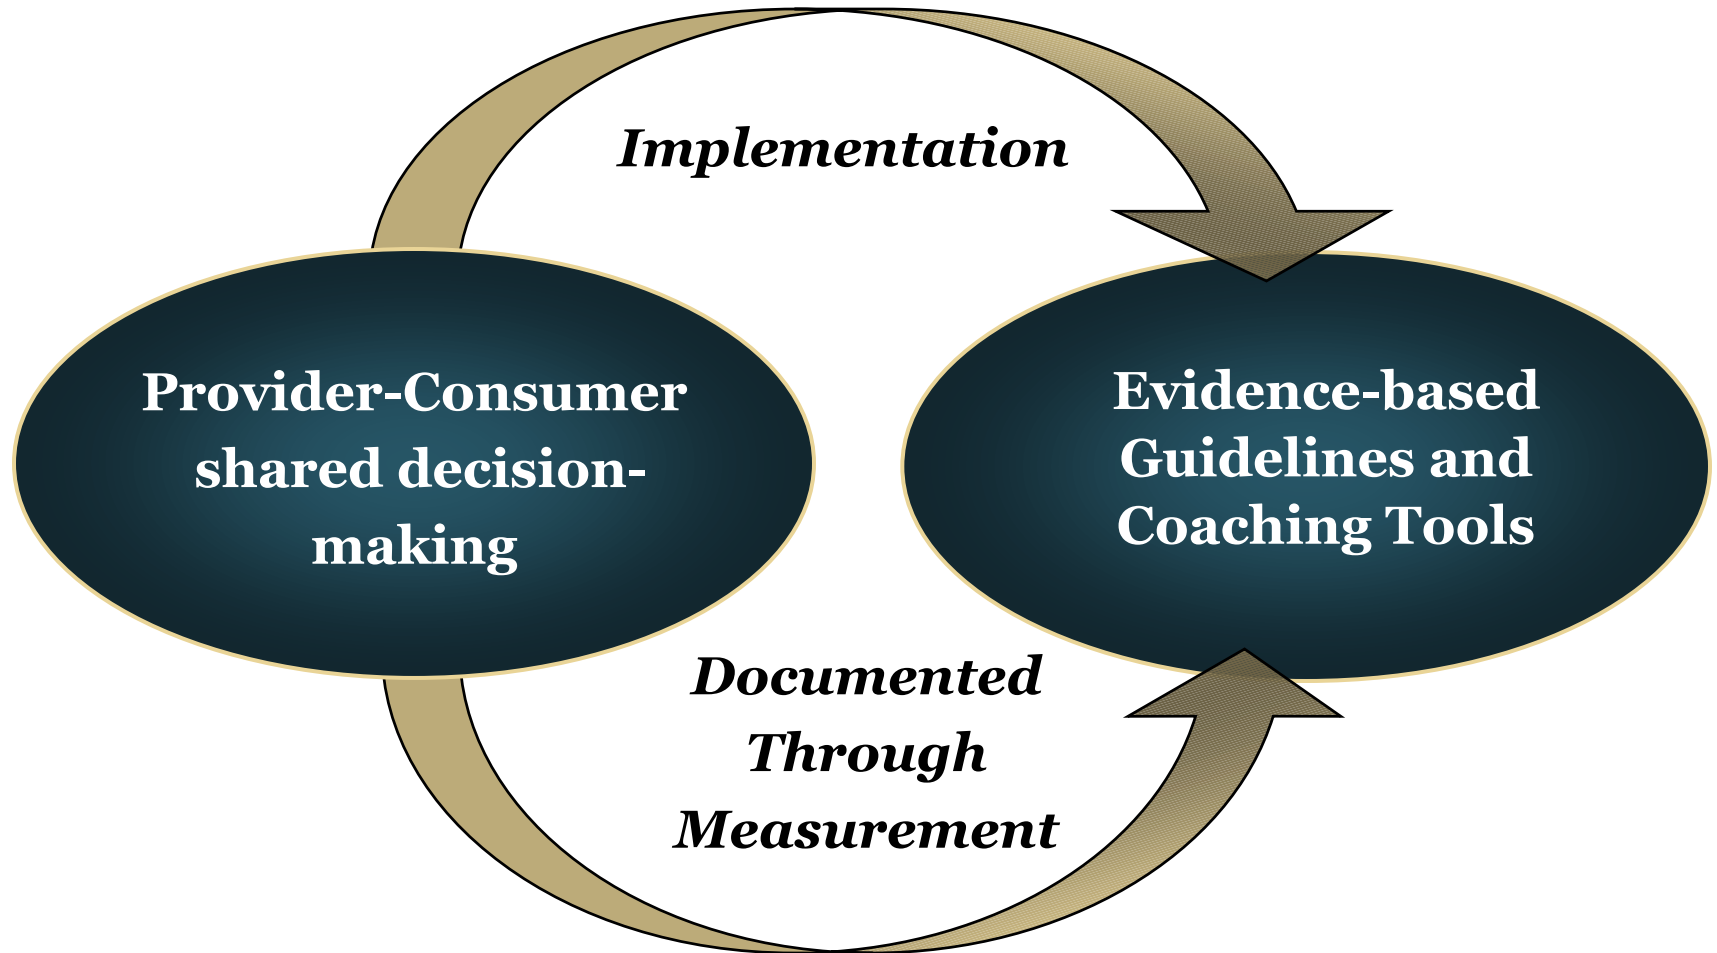 Implementation
Provider-Consumer
shared decision-
making
Evidence-based
Guidelines and
Coaching Tools
Documented
Through
Measurement